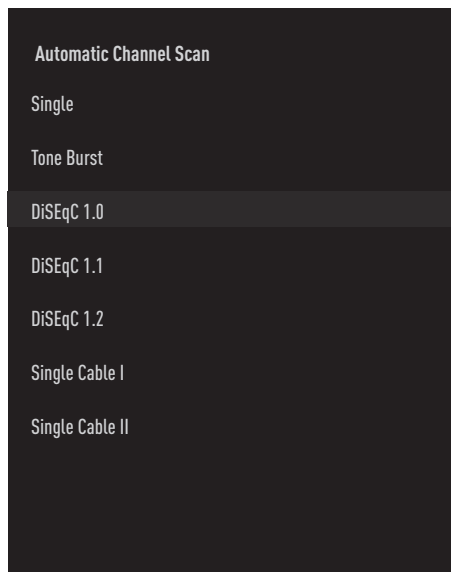 Automatic Channel Scan
Single
Tone Burst
DiSEqC 1.0
DiSEqC 1.1
DiSEqC 1.2
Single Cable I
Single Cable II